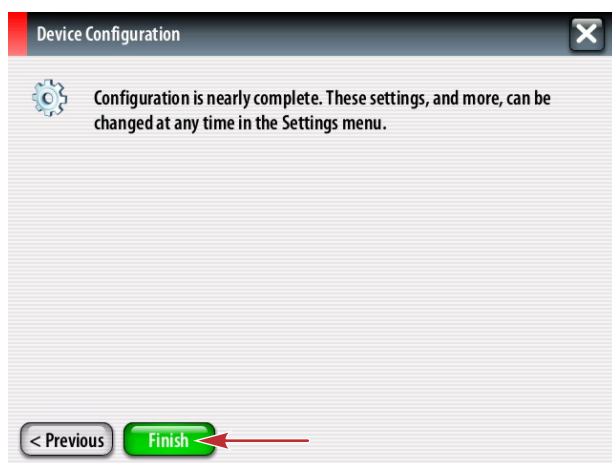 Device Configuration
Configuration is nearly complete. These settings, and more, can be
changed at any time in the Settings menu.
< Previous
Finish